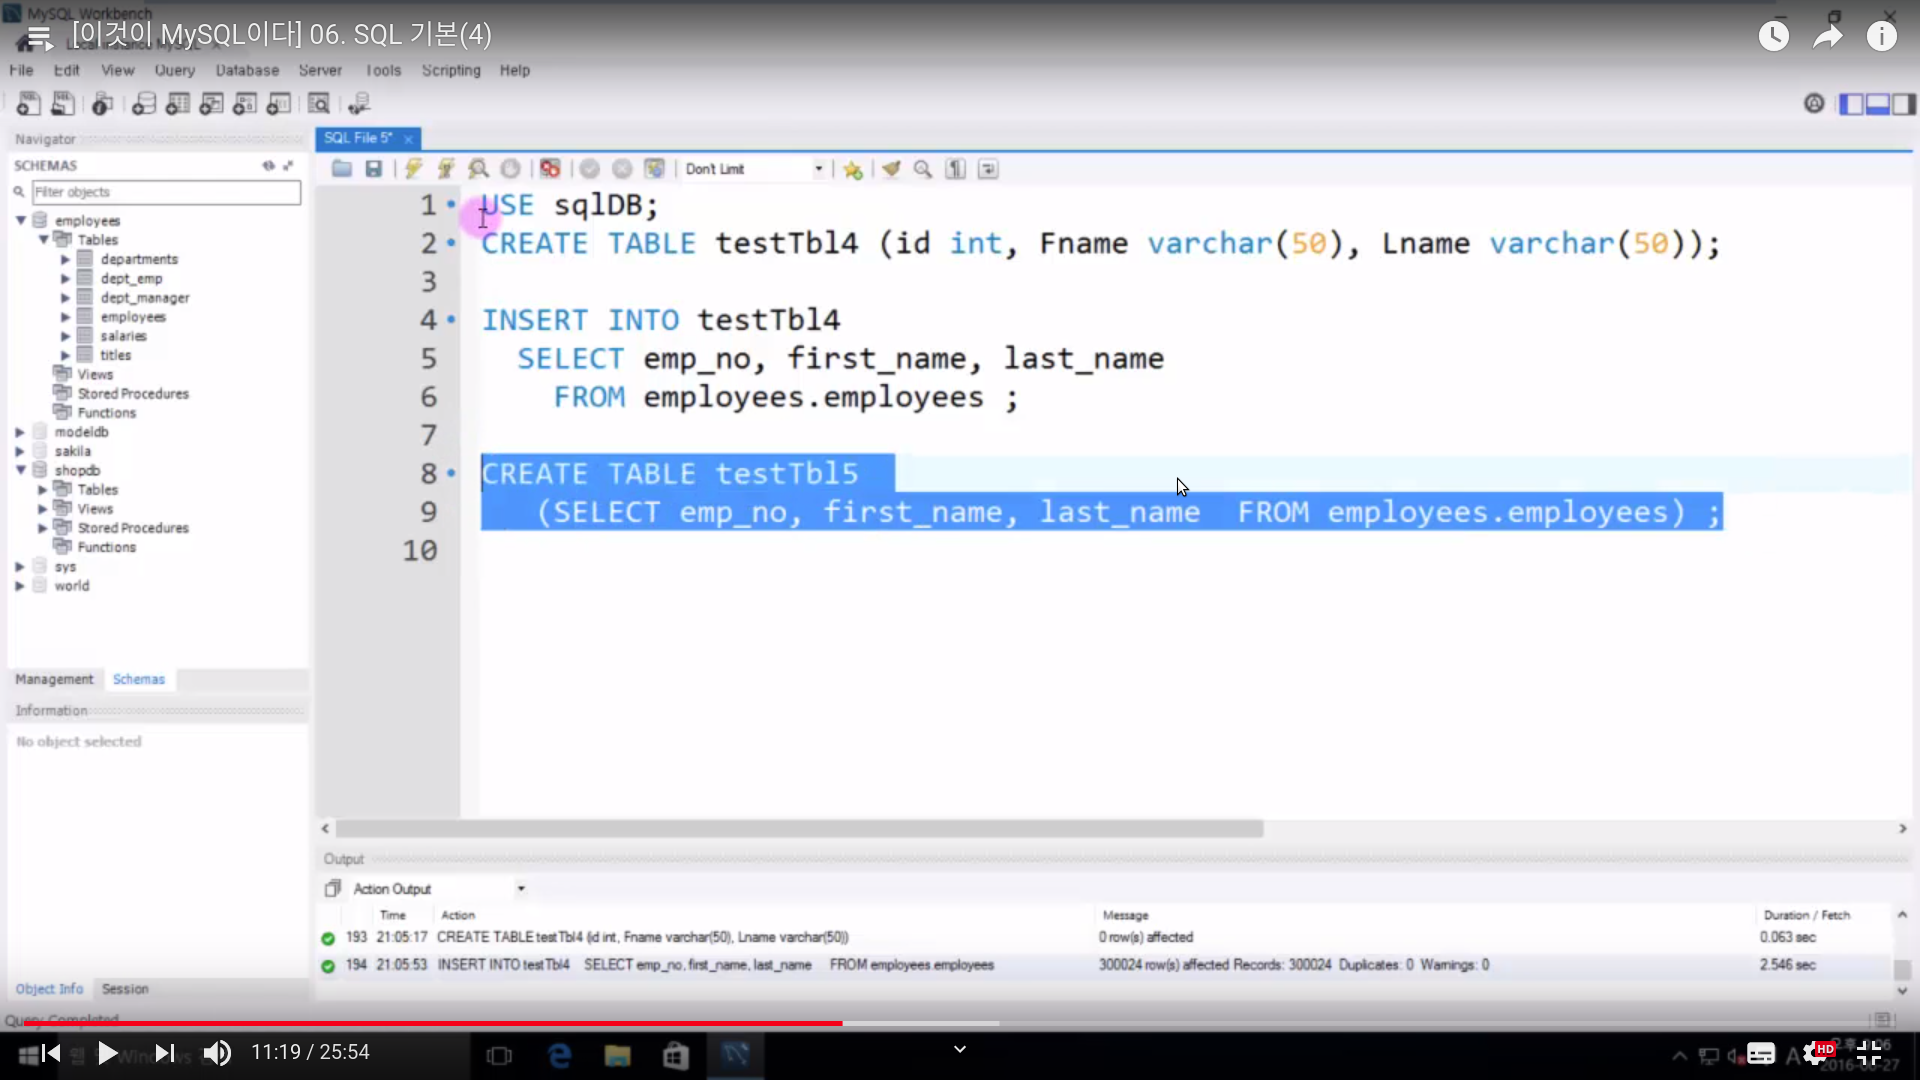 MySQL Workbench
[이것이 MySQL이다] 06. SQL 기본(4)
File Edit View Query Database Server Tools Scripting Help
Navigator
SQL File 5*
SCHEMAS
Don't Limit
Filter objects
employees
Tables
departments
dept_emp
dept_manager
employees
salaries
titles
Views
Stored Procedures
Functions
modeldb
sakila
shopdb
Tables
Views
Stored Procedures
Functions
sys
world
Management Schemas
Information
No object selected
Object Info Session
1 USE sqlDB;
2 CREATE TABLE testTbl4 (id int, Fname varchar(50), Lname varchar(50));
3
4 INSERT INTO testTbl4
5 SELECT emp_no, first_name, last_name
6 FROM employees.employees ;
7
8 CREATE TABLE testTbl5
9 (SELECT emp_no, first_name, last_name FROM employees.employees) ;
10
Output
Action Output
Time Action Message Duration / Fetch
193 21:05:17 CREATE TABLE testTbl4 (id int, Fname varchar(50), Lname varchar(50)) 0 row(s) affected 0.063 sec
194 21:05:53 INSERT INTO testTbl4 SELECT emp_no, first_name, last_name FROM employees.employees 300024 row(s) affected Records: 300024 Duplicates: 0 Warnings: 0 2.546 sec
Query Completed
11:19 / 25:54
HD